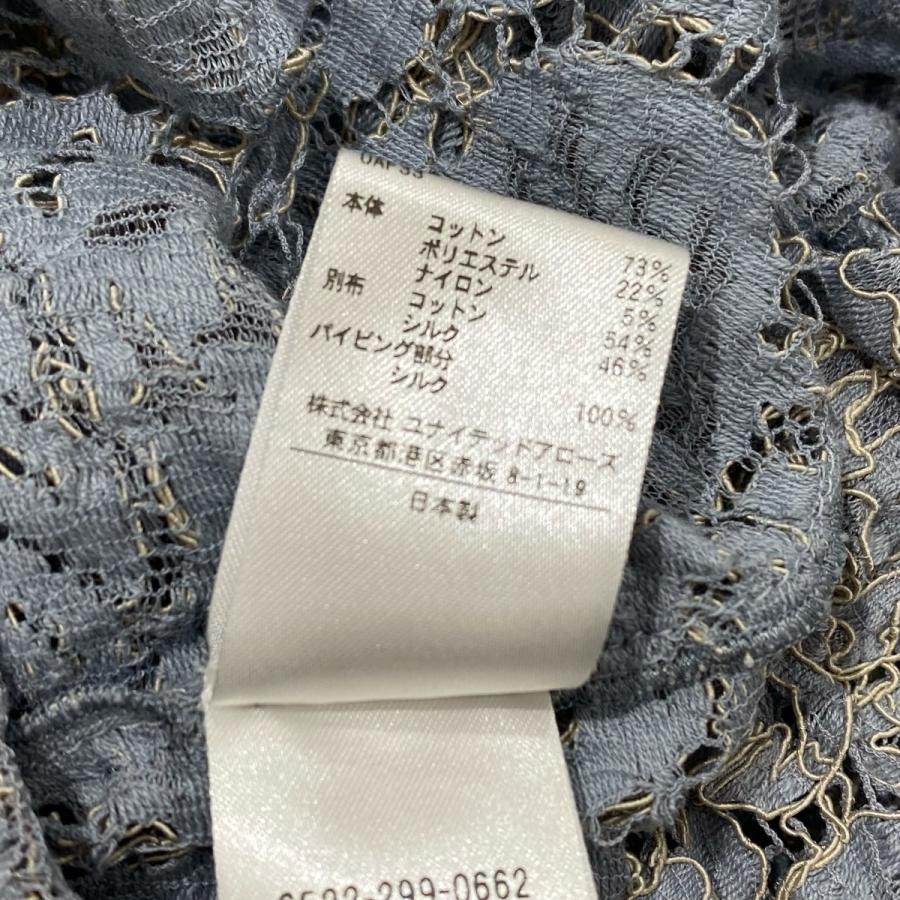 本体 コットン 73%
ポリエステル 22%
ナイロン 5%
別布 コットン 54%
シルク 46%
パイピング部分
シルク 100%
株式会社 ユナイテッドアローズ
東京都港区赤坂 8-1-19
日本製